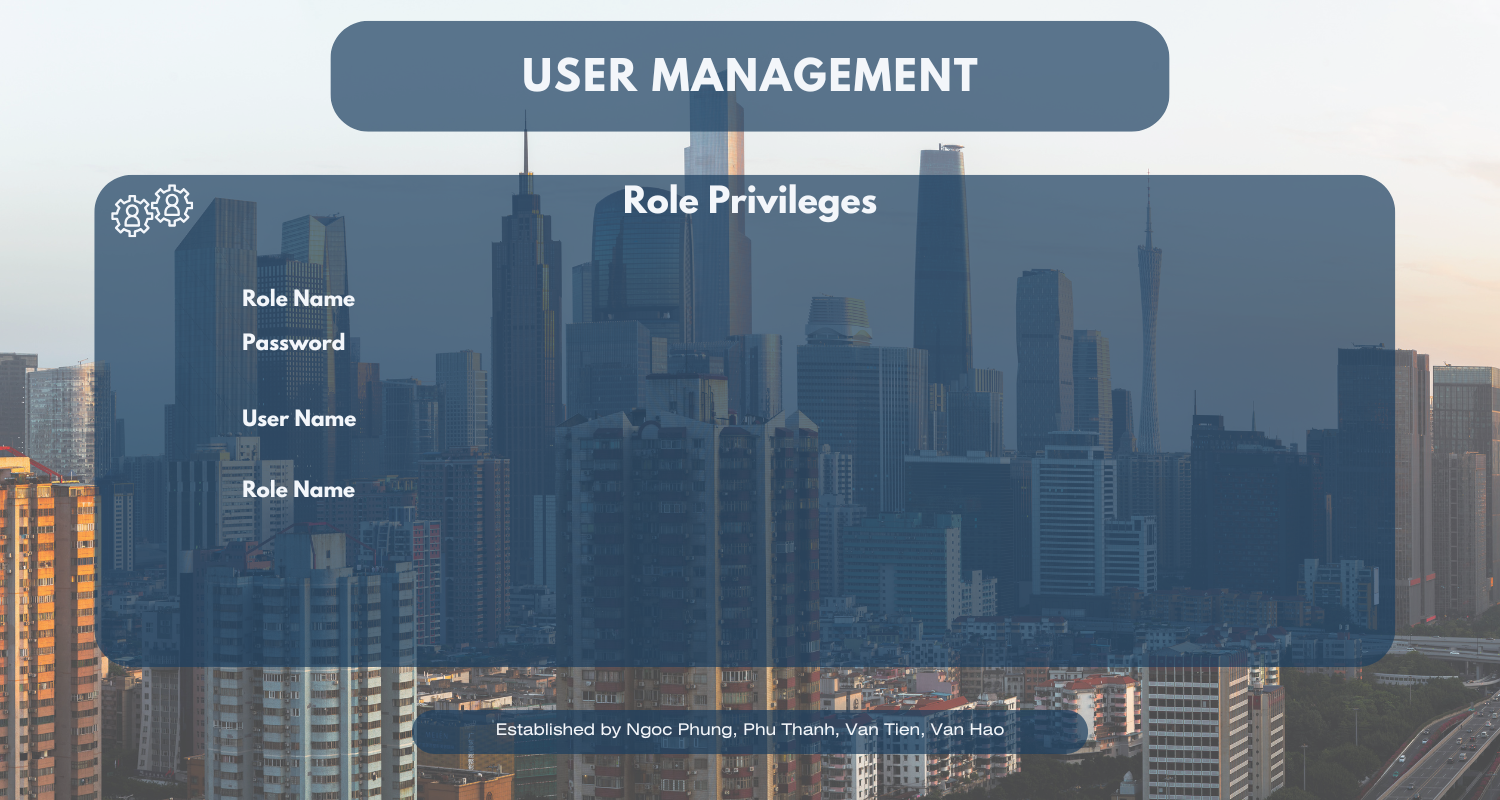 USER MANAGEMENT
Role Privileges
Role Name
Password
User Name
Role Name
Established by Ngoc Phung, Phu Thanh, Van Tien, Van Hao